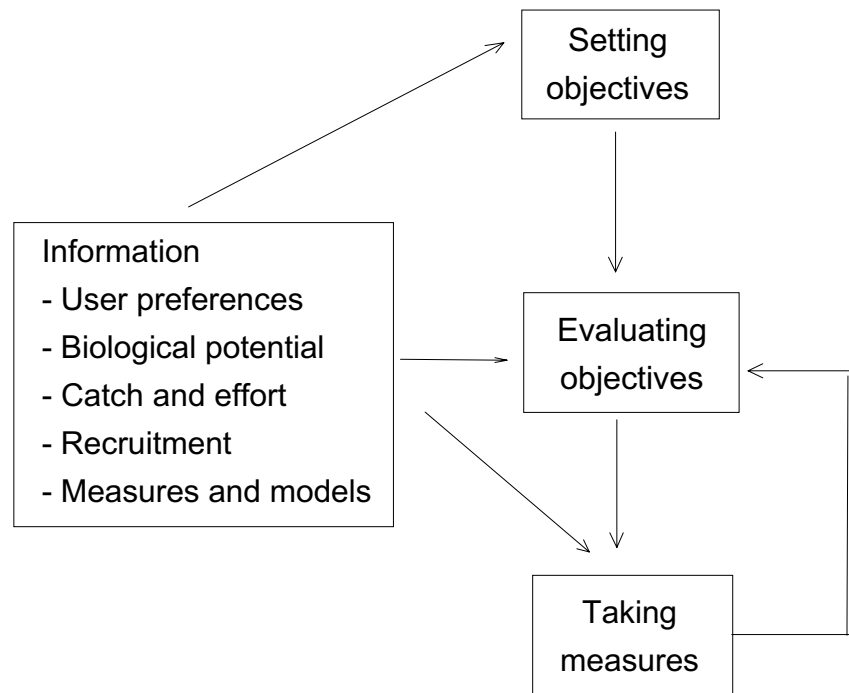 Setting
objectives
Information
- User preferences
- Biological potential
- Catch and effort
- Recruitment
- Measures and models
Evaluating
objectives
Taking
measures